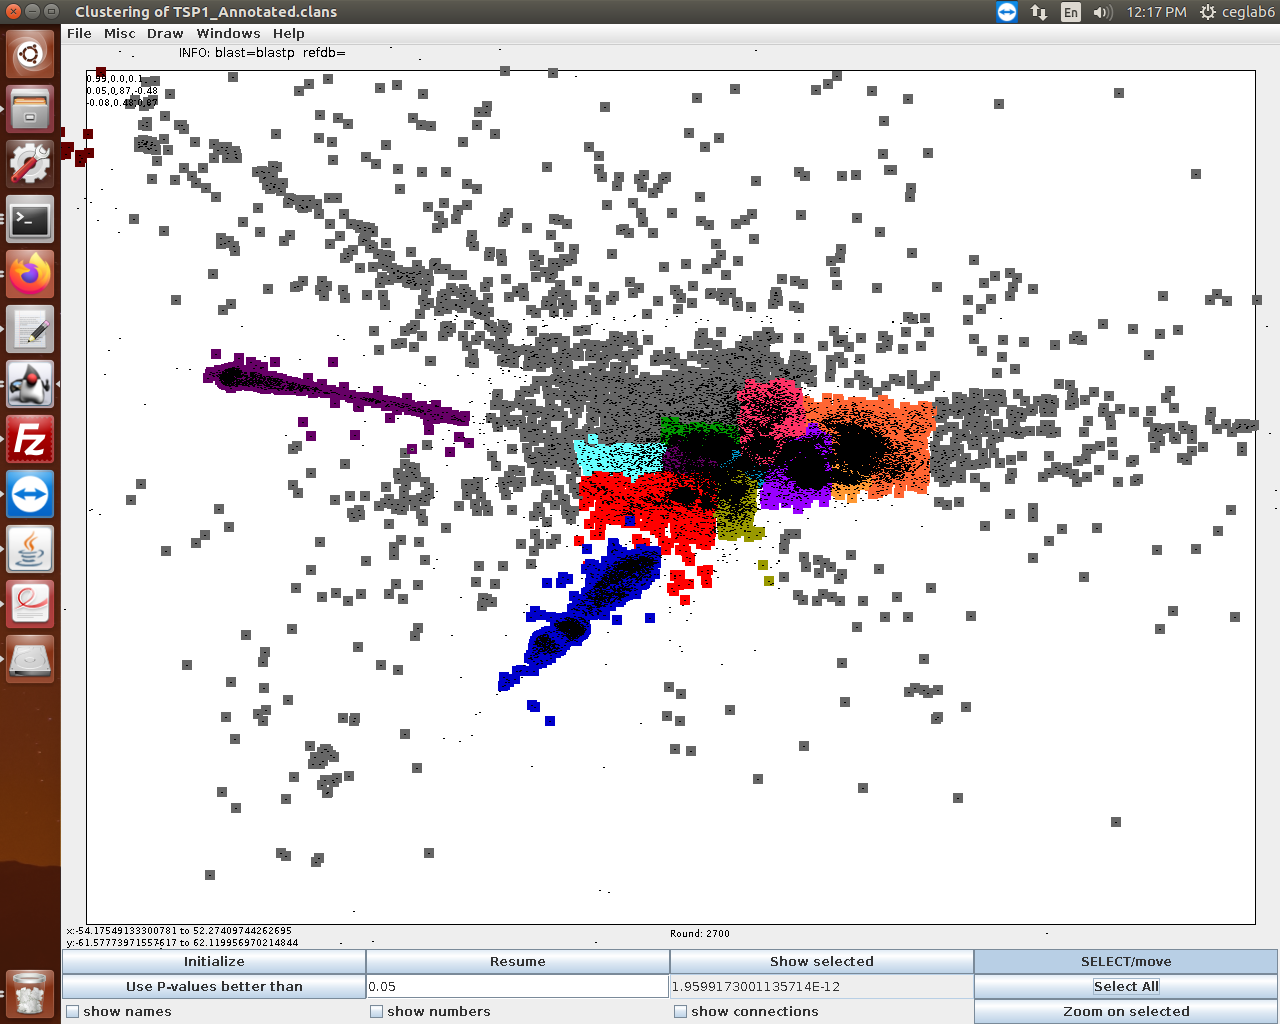 Clustering of TSP1_Annotated.clans
En
12:17 PM
ceglab6
File Misc Draw Windows Help
INFO: blast=blastp refdb=
0.99,0.0,0.1
0.05,0.87,-0.48
-0.08,0.48,0.87
Fz
x:-54.17549133300781 to 52.27409744262695
y:-61.57773971557617 to 62.119956970214844
Round: 2700
Initialize
Resume
Show selected
SELECT/move
Use P-values better than
0.05
1.9599173001135714E-12
Select All
show names
show numbers
show connections
Zoom on selected